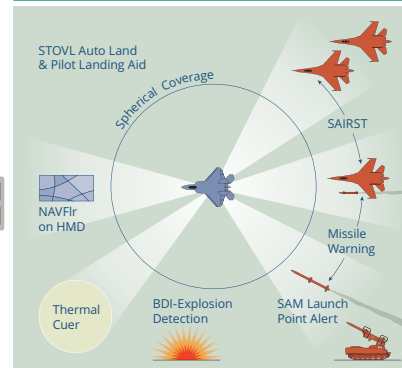 STOVL Auto Land
& Pilot Landing Aid
Spherical Coverage
SAIRST
NAVFlr
on HMD
Missile
Warning
Thermal
Cuer
BDI-Explosion
Detection
SAM Launch
Point Alert